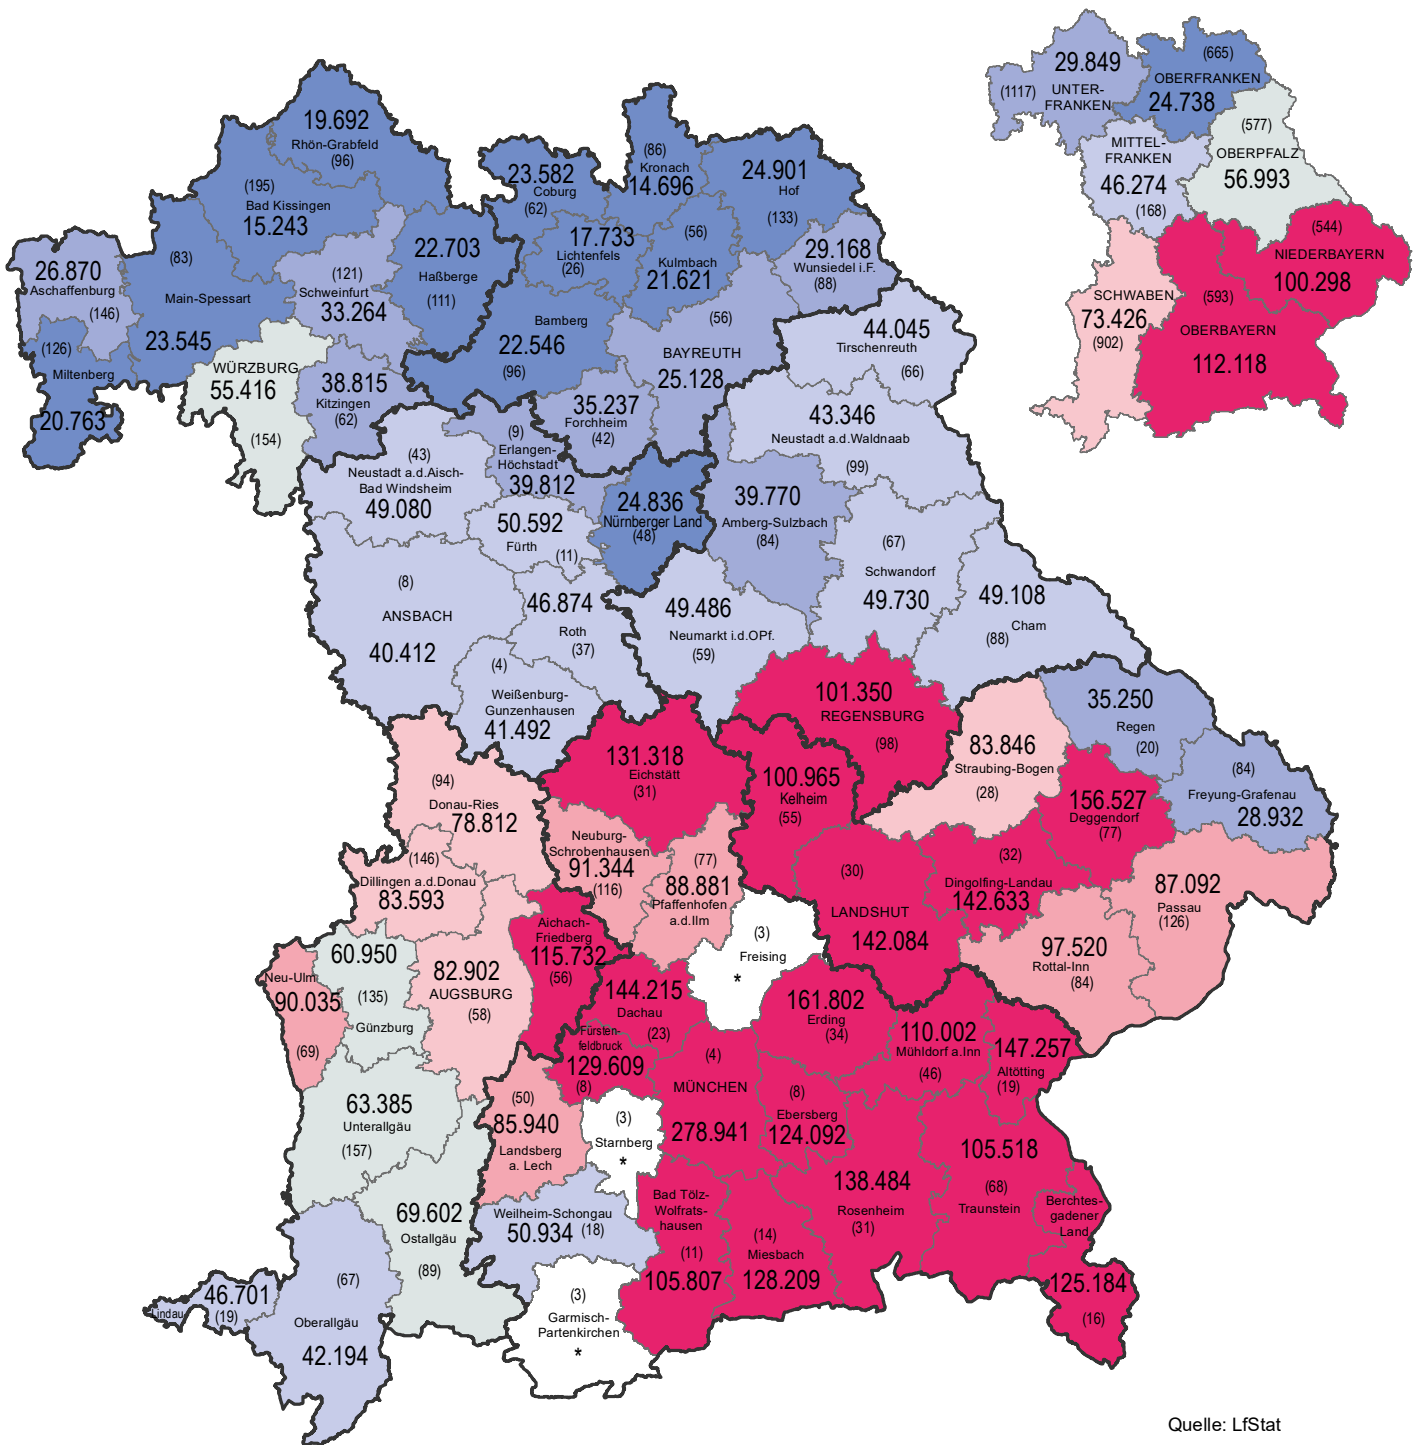 19.692
Rhön-Grabfeld
(96)
(195)
Bad Kissingen
15.243
(83)
Main-Spessart
23.545
26.870
Aschaffenburg
(146)
(126)
Miltenberg
20.763
(121)
Schweinfurt
33.264
22.703
Haßberge
(111)
WÜRZBURG
55.416
(154)
38.815
Kitzingen
(62)
23.582
Coburg
(62)
(86)
Kronach
14.696
24.901
Hof
(133)
17.733
Lichtenfels
(26)
(56)
Kulmbach
21.621
29.168
Wunsiedel i.F.
(88)
Bamberg
22.546
(96)
(56)
BAYREUTH
25.128
35.237
Forchheim
(42)
44.045
Tirschenreuth
(66)
43.346
Neustadt a.d.Waldnaab
(99)
(43)
Neustadt a.d.Aisch-
Bad Windsheim
49.080
(9)
Erlangen-
Höchstadt
39.812
50.592
Fürth
(11)
24.836
Nürnberger Land
(48)
39.770
Amberg-Sulzbach
(84)
(67)
Schwandorf
49.730
49.108
Cham
(88)
(8)
ANSBACH
40.412
46.874
Roth
(37)
49.486
Neumarkt i.d.OPf.
(59)
(4)
Weißenburg-
Gunzenhausen
41.492
101.350
REGENSBURG
(98)
35.250
Regen
(20)
83.846
Straubing-Bogen
(28)
(84)
Freyung-Grafenau
28.932
131.318
Eichstätt
(31)
100.965
Kelheim
(55)
156.527
Deggendorf
(77)
(94)
Donau-Ries
78.812
Neuburg-
Schrobenhausen
91.344
(116)
(77)
88.881
Pfaffenhofen
a.d.Ilm
(30)
LANDSHUT
142.084
(32)
Dingolfing-Landau
142.633
87.092
Passau
(126)
(146)
Dillingen a.d.Donau
83.593
97.520
Rottal-Inn
(84)
Aichach-
Friedberg
115.732
(56)
(3)
Freising
*
60.950
(135)
Günzburg
82.902
AUGSBURG
(58)
Neu-Ulm
90.035
(69)
144.215
Dachau
(23)
161.802
Erding
(34)
110.002
Mühldorf a.Inn
(46)
147.257
Altötting
(19)
Fürsten-
feldbruck
129.609
(8)
(4)
MÜNCHEN
278.941
(8)
Ebersberg
124.092
63.385
Unterallgäu
(157)
(50)
85.940
Landsberg
a. Lech
(3)
Starnberg
*
105.518
(68)
Traunstein
138.484
Rosenheim
(31)
69.602
Ostallgäu
(89)
Weilheim-Schongau
50.934 (18)
Bad Tölz-
Wolfrats-
hausen
(11)
105.807
(14)
Miesbach
128.209
Berchtes-
gadener
Land
125.184
(16)
46.701
Lindau
(19)
(67)
Oberallgäu
42.194
(3)
Garmisch-
Partenkirchen
*
29.849
(1117)
UNTER-
FRANKEN
(665)
OBERFRANKEN
24.738
MITTEL-
FRANKEN
46.274
(168)
(577)
OBERPFALZ
56.993
(544)
NIEDERBAYERN
100.298
SCHWABEN
73.426
(902)
(593)
OBERBAYERN
112.118
Quelle: LfStat